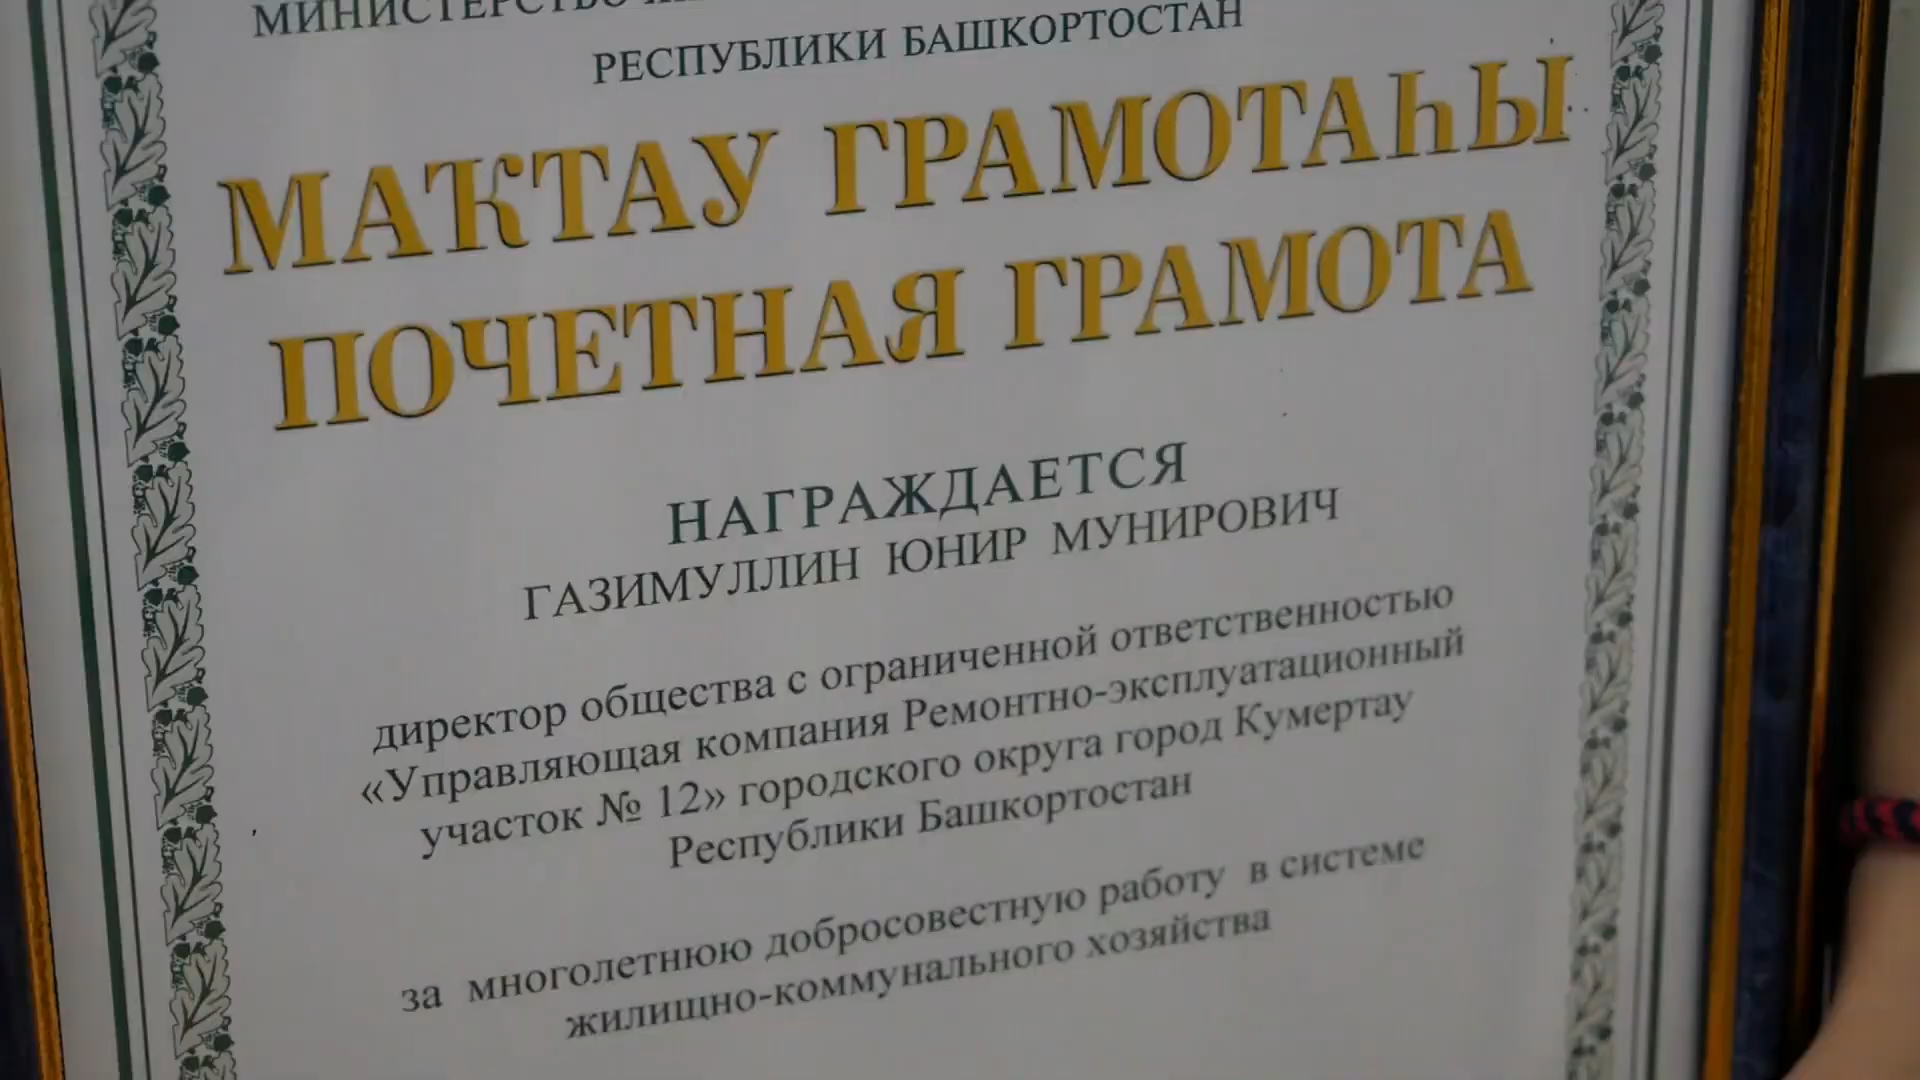 МИНИСТЕРСТВО
РЕСПУБЛИКИ БАШКОРТОСТАН
МАҠТАУ ГРАМОТАҺЫ
ПОЧЕТНАЯ ГРАМОТА
НАГРАЖДАЕТСЯ
ГАЗИМУЛЛИН ЮНИР МУНИРОВИЧ
директор общества с ограниченной ответственностью
«Управляющая компания Ремонтно-эксплуатационный
участок № 12» городского округа город Кумертау
Республики Башкортостан
за многолетнюю добросовестную работу в системе
жилищно-коммунального хозяйства